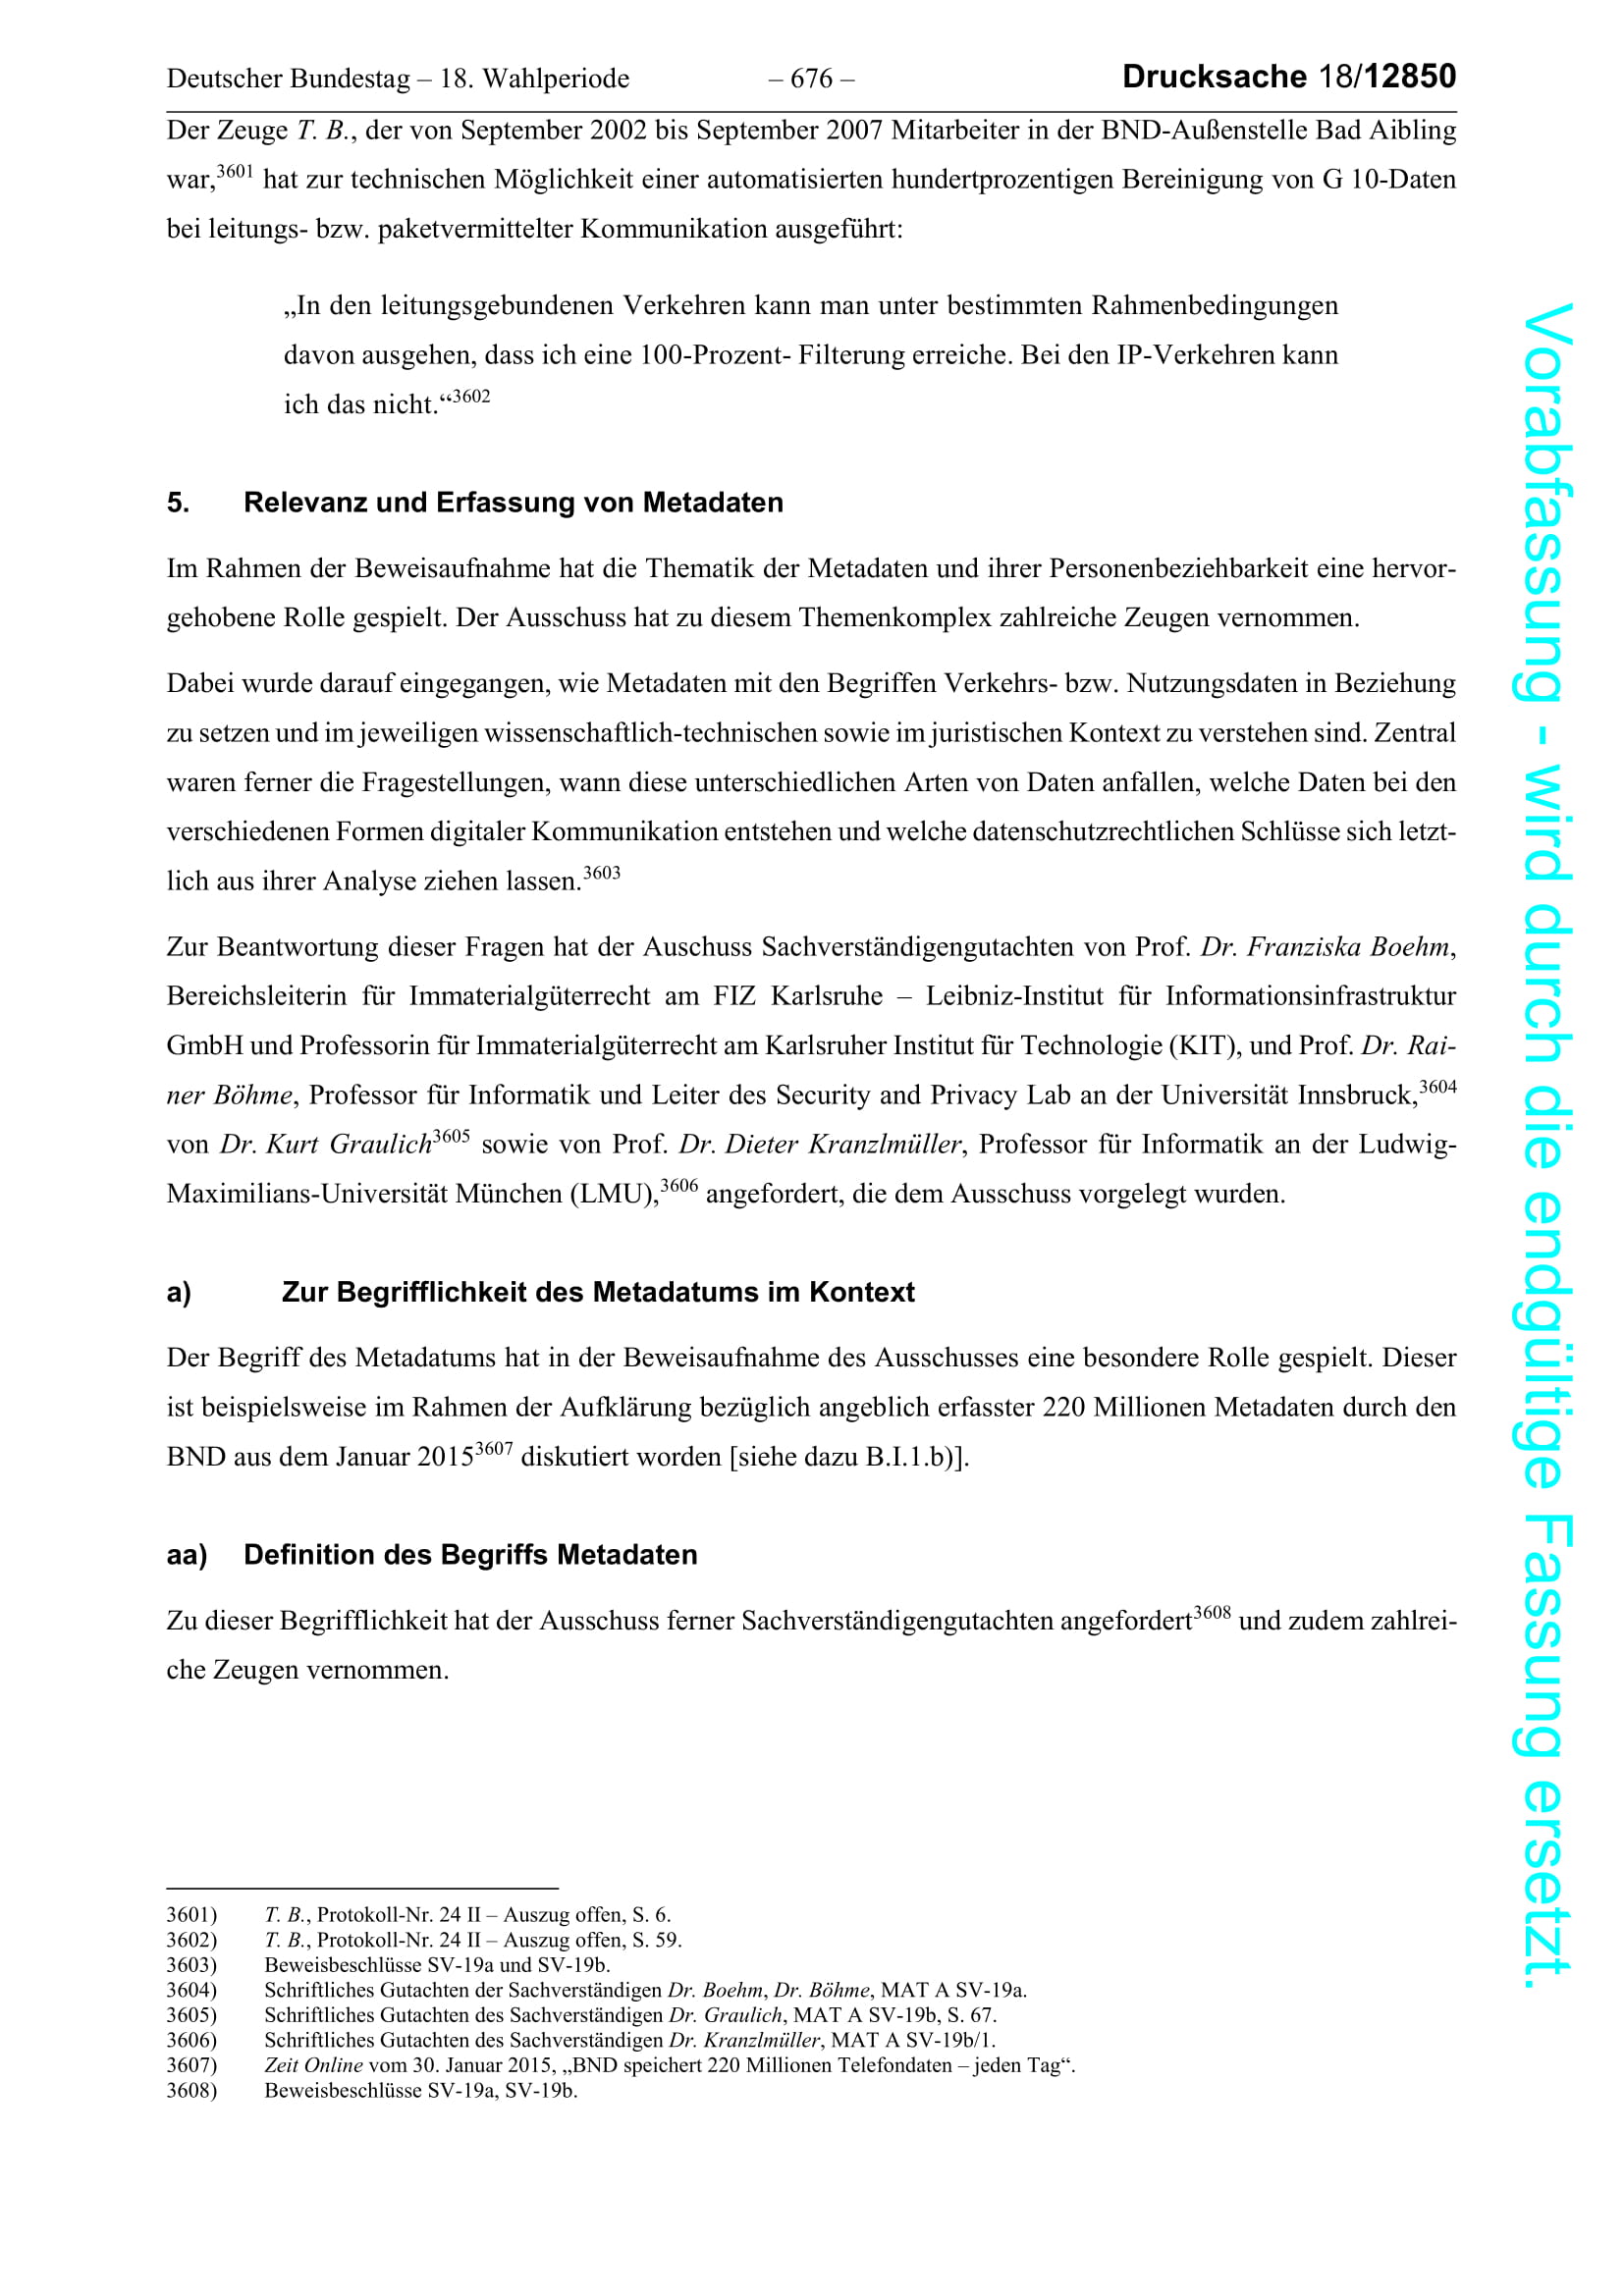 Deutscher Bundestag – 18. Wahlperiode – 676 – Drucksache 18/12850
Der Zeuge T. B., der von September 2002 bis September 2007 Mitarbeiter in der BND-Außenstelle Bad Aibling
war,3601 hat zur technischen Möglichkeit einer automatisierten hundertprozentigen Bereinigung von G 10-Daten
bei leitungs- bzw. paketvermittelter Kommunikation ausgeführt:
„In den leitungsgebundenen Verkehren kann man unter bestimmten Rahmenbedingungen
davon ausgehen, dass ich eine 100-Prozent- Filterung erreiche. Bei den IP-Verkehren kann
ich das nicht.“3602
5. Relevanz und Erfassung von Metadaten
Im Rahmen der Beweisaufnahme hat die Thematik der Metadaten und ihrer Personenbeziehbarkeit eine hervor-
gehobene Rolle gespielt. Der Ausschuss hat zu diesem Themenkomplex zahlreiche Zeugen vernommen.
Dabei wurde darauf eingegangen, wie Metadaten mit den Begriffen Verkehrs- bzw. Nutzungsdaten in Beziehung
zu setzen und im jeweiligen wissenschaftlich-technischen sowie im juristischen Kontext zu verstehen sind. Zentral
waren ferner die Fragestellungen, wann diese unterschiedlichen Arten von Daten anfallen, welche Daten bei den
verschiedenen Formen digitaler Kommunikation entstehen und welche datenschutzrechtlichen Schlüsse sich letzt-
lich aus ihrer Analyse ziehen lassen.3603
Zur Beantwortung dieser Fragen hat der Auschuss Sachverständigengutachten von Prof. Dr. Franziska Boehm,
Bereichsleiterin für Immaterialgüterrecht am FIZ Karlsruhe – Leibniz-Institut für Informationsinfrastruktur
GmbH und Professorin für Immaterialgüterrecht am Karlsruher Institut für Technologie (KIT), und Prof. Dr. Rai-
ner Böhme, Professor für Informatik und Leiter des Security and Privacy Lab an der Universität Innsbruck,3604
von Dr. Kurt Graulich3605 sowie von Prof. Dr. Dieter Kranzlmüller, Professor für Informatik an der Ludwig-
Maximilians-Universität München (LMU),3606 angefordert, die dem Ausschuss vorgelegt wurden.
a) Zur Begrifflichkeit des Metadatums im Kontext
Der Begriff des Metadatums hat in der Beweisaufnahme des Ausschusses eine besondere Rolle gespielt. Dieser
ist beispielsweise im Rahmen der Aufklärung bezüglich angeblich erfasster 220 Millionen Metadaten durch den
BND aus dem Januar 20153607 diskutiert worden [siehe dazu B.I.1.b)].
aa) Definition des Begriffs Metadaten
Zu dieser Begrifflichkeit hat der Ausschuss ferner Sachverständigengutachten angefordert3608 und zudem zahlrei-
che Zeugen vernommen.
3601) T. B., Protokoll-Nr. 24 II – Auszug offen, S. 6.
3602) T. B., Protokoll-Nr. 24 II – Auszug offen, S. 59.
3603) Beweisbeschlüsse SV-19a und SV-19b.
3604) Schriftliches Gutachten der Sachverständigen Dr. Boehm, Dr. Böhme, MAT A SV-19a.
3605) Schriftliches Gutachten des Sachverständigen Dr. Graulich, MAT A SV-19b, S. 67.
3606) Schriftliches Gutachten des Sachverständigen Dr. Kranzlmüller, MAT A SV-19b/1.
3607) Zeit Online vom 30. Januar 2015, „BND speichert 220 Millionen Telefondaten – jeden Tag“.
3608) Beweisbeschlüsse SV-19a, SV-19b.
Vorabfassung - wird durch die endgültige Fassung ersetzt.